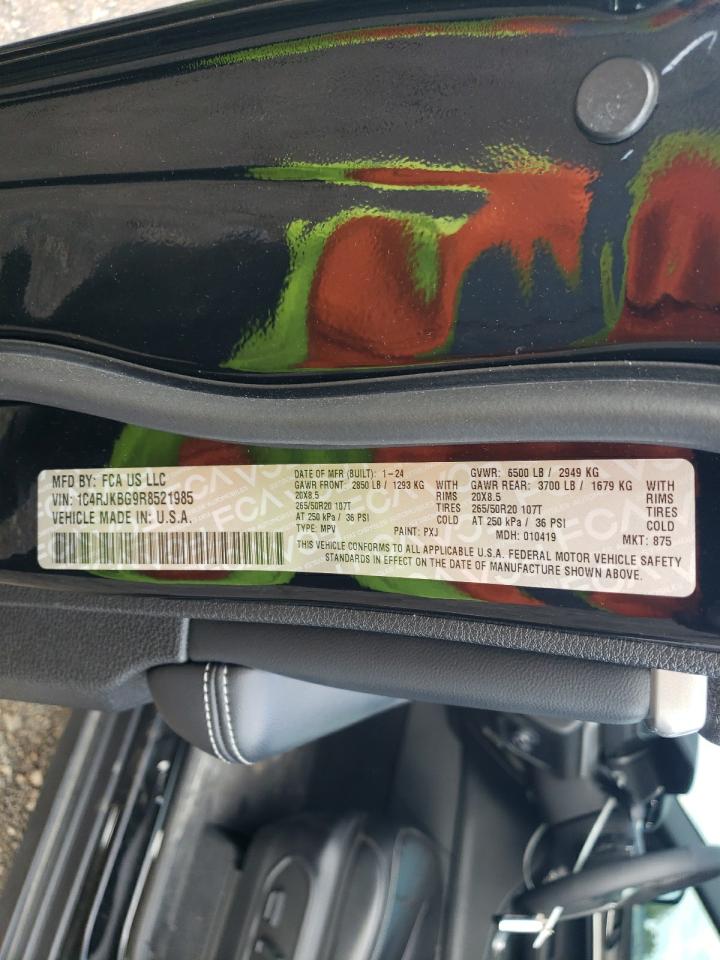 MFD BY: FCA US LLC
VIN: 1C4RJKBG9R8521985
VEHICLE MADE IN: U.S.A.
DATE OF MFR (BUILT): 1-24
GAWR FRONT: 2850 LB / 1293 KG WITH
20X8.5 RIMS
265/50R20 107T TIRES
AT 250 kPa / 36 PSI COLD
TYPE: MPV PAINT: PXJ
GVWR: 6500 LB / 2949 KG
GAWR REAR: 3700 LB / 1679 KG WITH
20X8.5 RIMS
265/50R20 107T TIRES
AT 250 kPa / 36 PSI COLD
MDH: 010419 MKT: 875
THIS VEHICLE CONFORMS TO ALL APPLICABLE U.S.A. FEDERAL MOTOR VEHICLE SAFETY
STANDARDS IN EFFECT ON THE DATE OF MANUFACTURE SHOWN ABOVE.